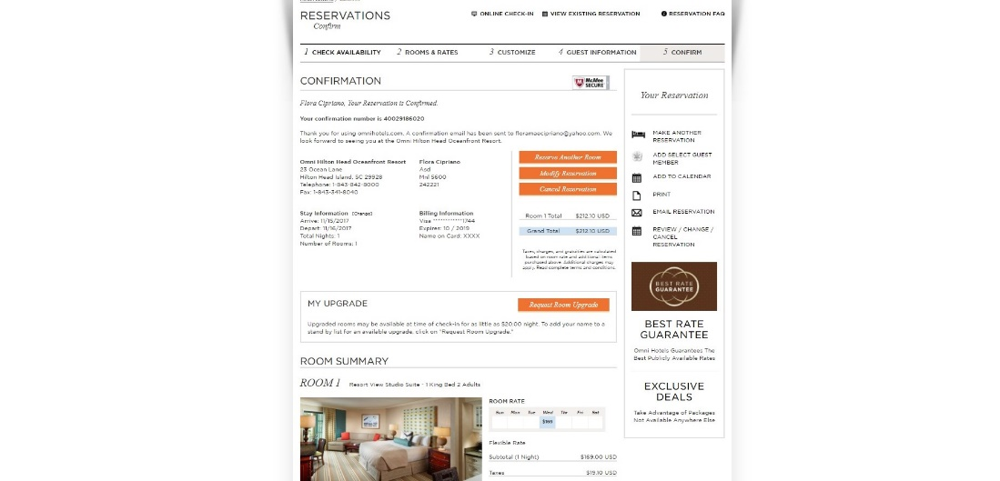 RESERVATIONS
Confirm
ONLINE CHECK-IN
VIEW EXISTING RESERVATION
RESERVATION FAQ
1 CHECK AVAILABILITY
2 ROOMS & RATES
3 CUSTOMIZE
4 GUEST INFORMATION
5 CONFIRM
CONFIRMATION
McAfee
SECURE
Flora Cipriano, Your Reservation is Confirmed.
Your confirmation number is 40029186020
Thank you for using omnihotels.com. A confirmation email has been sent to floramaecipriano@yahoo.com. We
look forward to seeing you at the Omni Hilton Head Oceanfront Resort.
Omni Hilton Head Oceanfront Resort
23 Ocean Lane
Hilton Head Island, SC 29928
Telephone: 1-843-842-8000
Fax: 1-843-341-8040
Flora Cipriano
Asd
Mnl 5600
242221
Stay Information [Change]
Arrive: 11/15/2017
Depart: 11/16/2017
Total Nights: 1
Number of Rooms: 1
Billing Information
Visa ************1744
Expires: 10 / 2019
Name on Card: XXXX
Reserve Another Room
Modify Reservation
Cancel Reservation
Room 1 Total $212.10 USD
Grand Total $212.10 USD
Taxes, charges, and gratuities are calculated
based on room rate and additional items
purchased above. Additional charges may
apply. Read complete terms and conditions.
MY UPGRADE
Request Room Upgrade
Upgraded rooms may be available at time of check-in for as little as $20.00 night. To add your name to a
stand by list for an available upgrade, click on "Request Room Upgrade."
ROOM SUMMARY
ROOM 1 Resort View Studio Suite - 1 King Bed 2 Adults
ROOM RATE
Sun Mon Tue Wed Thr Fri Sat
$169
Flexible Rate
Subtotal (1 Night) $169.00 USD
Taxes $19.10 USD
Your Reservation
MAKE ANOTHER
RESERVATION
ADD SELECT GUEST
MEMBER
ADD TO CALENDAR
PRINT
EMAIL RESERVATION
REVIEW / CHANGE /
CANCEL
RESERVATION
BEST RATE
GUARANTEE
BEST RATE
GUARANTEE
Omni Hotels Guarantees The
Best Publicly Available Rates
EXCLUSIVE
DEALS
Take Advantage of Packages
Not Available Anywhere Else